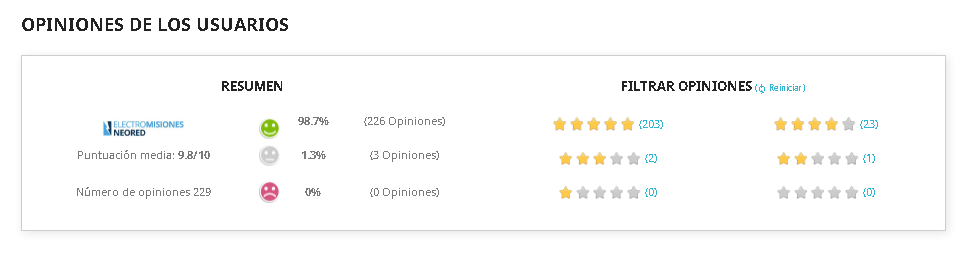 OPINIONES DE LOS USUARIOS
RESUMEN
ELECTROMISIONES
NEORED
98.7% (226 Opiniones)
Puntuación media: 9.8/10 1.3% (3 Opiniones)
Número de opiniones 229 0% (0 Opiniones)
FILTRAR OPINIONES ( Reiniciar)
(203) (23)
(2) (1)
(0) (0)